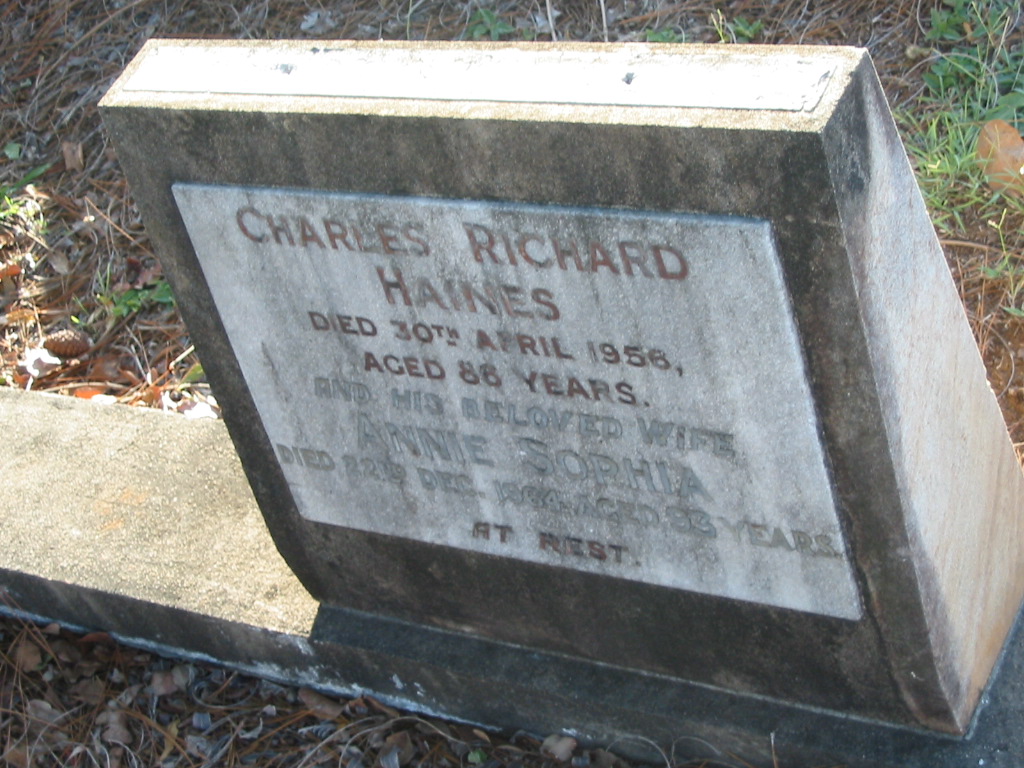 CHARLES RICHARD
HAINES
DIED 30TH APRIL 1956,
AGED 86 YEARS.
AND HIS BELOVED WIFE
ANNIE SOPHIA
DIED 22ND DEC. 1964. AGED 93 YEARS.
AT REST.